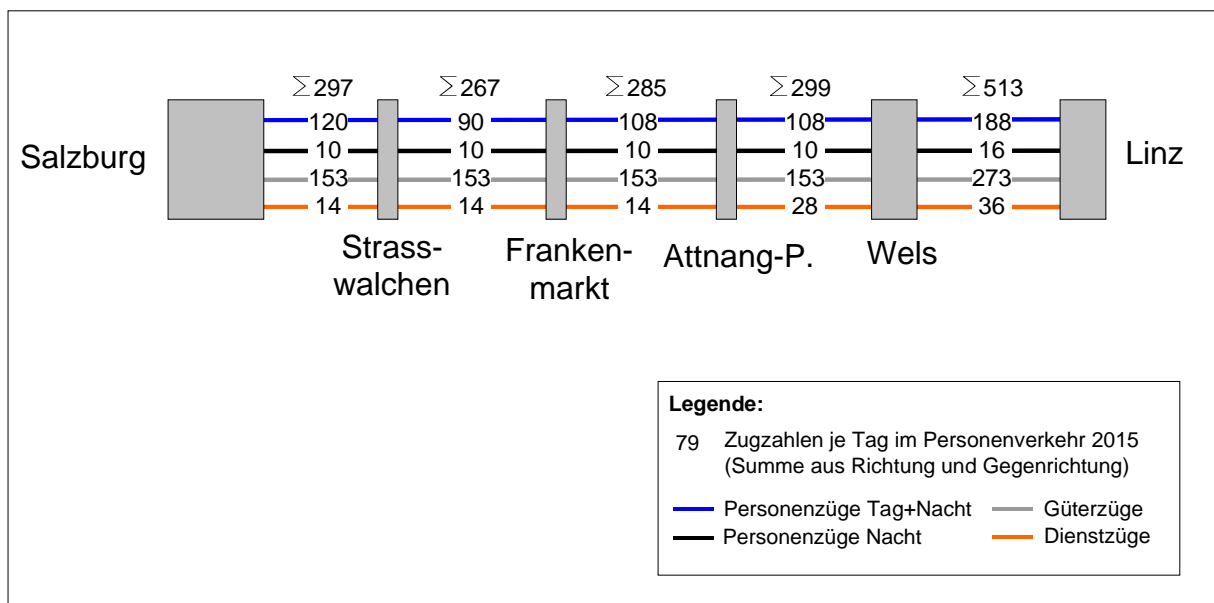 ∑297 ∑267 ∑285 ∑299 ∑513
120 90 108 108 188
10 10 10 10 16
153 153 153 153 273
14 14 14 28 36
Salzburg
Linz
Strass-
walchen
Franken-
markt
Attnang-P.
Wels
Legende:
79 Zugzahlen je Tag im Personenverkehr 2015
(Summe aus Richtung und Gegenrichtung)
Personenzüge Tag+Nacht Güterzüge
Personenzüge Nacht Dienstzüge